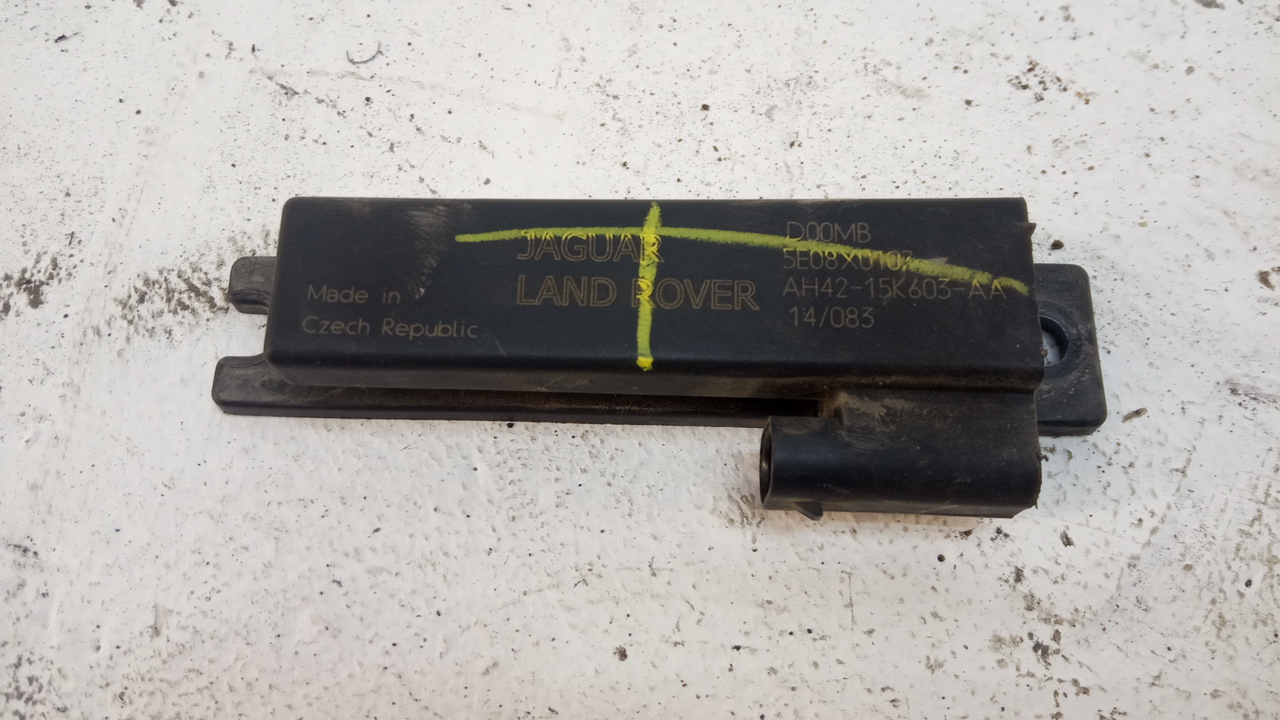 Made in
Czech Republic
JAGUAR
LAND ROVER
D00MB
5E08X0107
AH42-15K603-AA
14/083